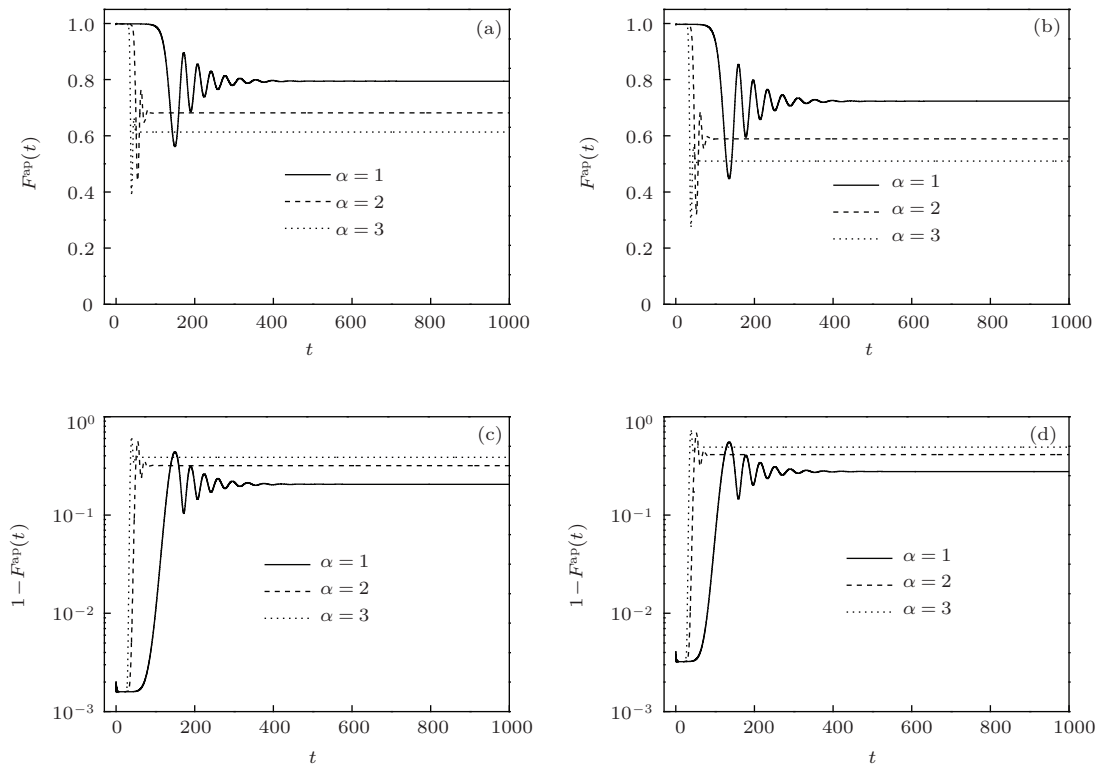 1.0
0.8
0.6
0.4
0.2
0
F^ap(t)
(a)
α = 1
α = 2
α = 3
0 200 400 600 800 1000
t
1.0
0.8
0.6
0.4
0.2
0
F^ap(t)
(b)
α = 1
α = 2
α = 3
0 200 400 600 800 1000
t
10^0
10^-1
10^-2
10^-3
1−F^ap(t)
(c)
α = 1
α = 2
α = 3
0 200 400 600 800 1000
t
10^0
10^-1
10^-2
10^-3
1−F^ap(t)
(d)
α = 1
α = 2
α = 3
0 200 400 600 800 1000
t